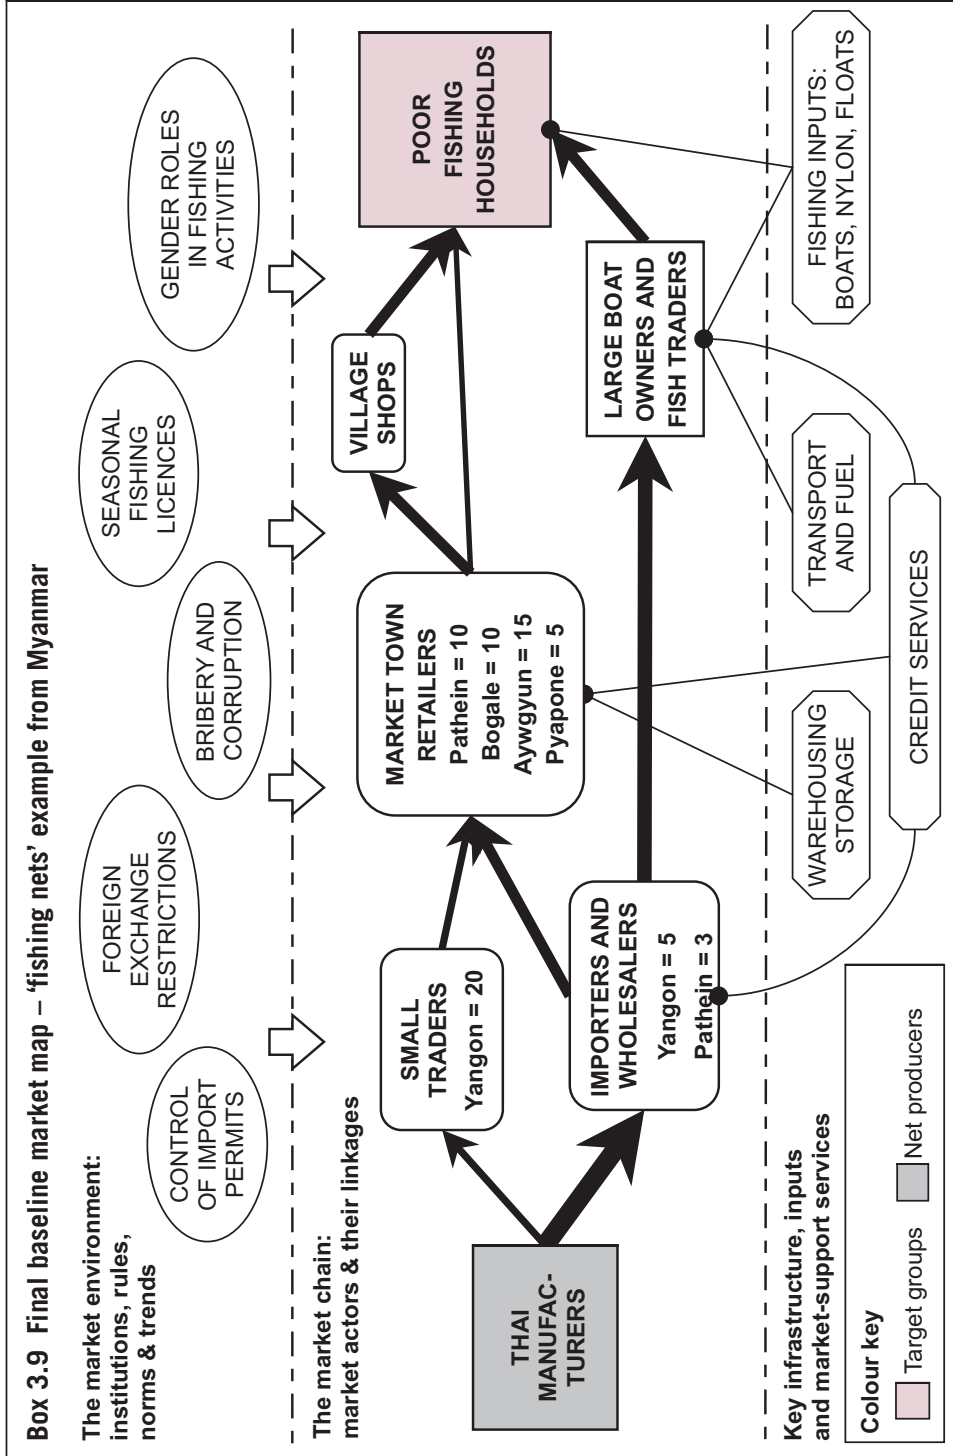 Box 3.9 Final baseline market map – 'fishing nets' example from Myanmar
The market environment:
institutions, rules,
norms & trends
CONTROL
OF IMPORT
PERMITS
FOREIGN
EXCHANGE
RESTRICTIONS
BRIBERY AND
CORRUPTION
SEASONAL
FISHING
LICENCES
GENDER ROLES
IN FISHING
ACTIVITIES
The market chain:
market actors & their linkages
THAI
MANUFAC-
TURERS
SMALL
TRADERS
Yangon = 20
IMPORTERS AND
WHOLESALERS
Yangon = 5
Pathein = 3
MARKET TOWN
RETAILERS
Pathein = 10
Bogale = 10
Aywgyun = 15
Pyapone = 5
VILLAGE
SHOPS
LARGE BOAT
OWNERS AND
FISH TRADERS
POOR
FISHING
HOUSEHOLDS
Key infrastructure, inputs
and market-support services
WAREHOUSING
STORAGE
TRANSPORT
AND FUEL
FISHING INPUTS:
BOATS, NYLON, FLOATS
CREDIT SERVICES
Colour key
Target groups
Net producers